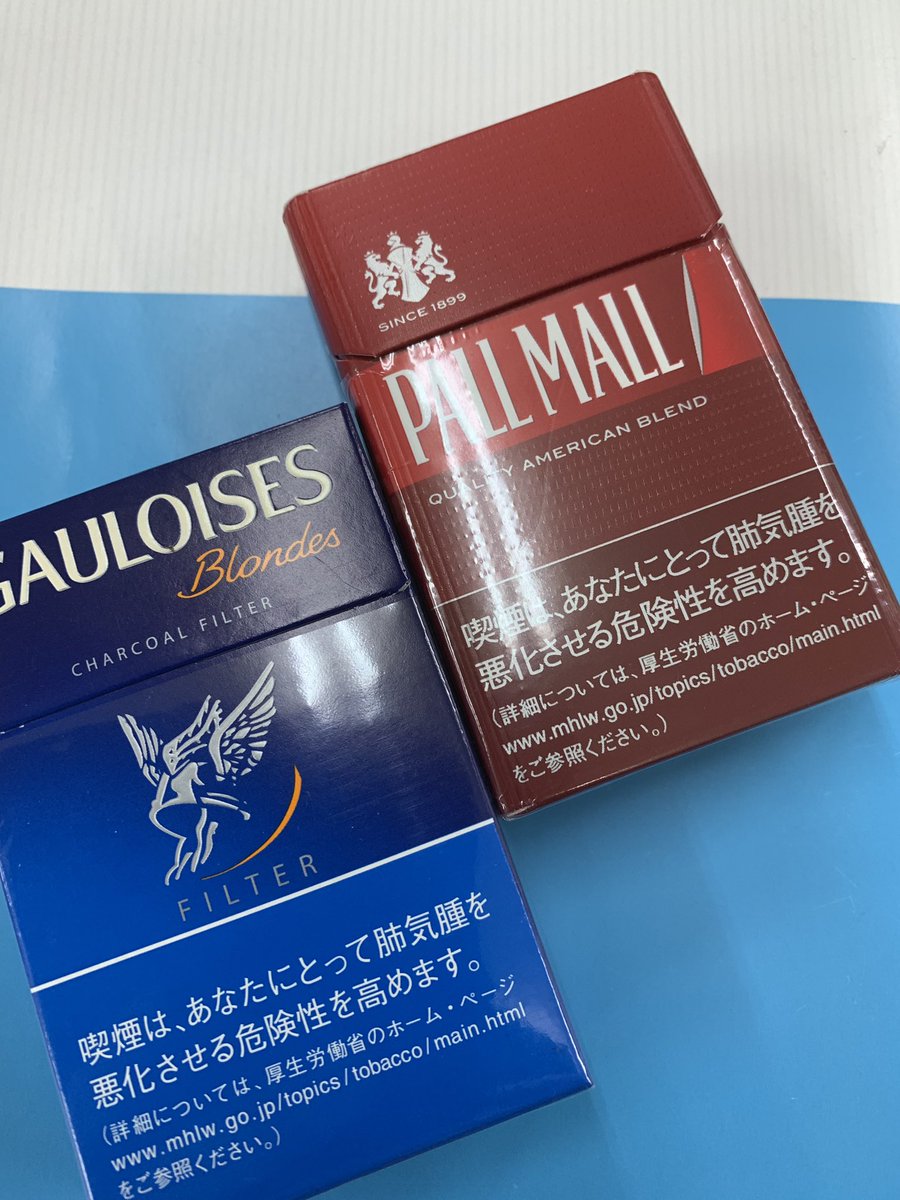 SINCE 1899
PALL MALL
QUALITY AMERICAN BLEND
喫煙は、あなたにとって肺気腫を
悪化させる危険性を高めます。
(詳細については、厚生労働省のホーム・ページ
www.mhlw.go.jp/topics/tobacco/main.html
をご参照ください。)
GAULOISES
Blondes
CHARCOAL FILTER
FILTER
喫煙は、あなたにとって肺気腫を
悪化させる危険性を高めます。
(詳細については、厚生労働省のホーム・ページ
www.mhlw.go.jp/topics/tobacco/main.html
をご参照ください。)